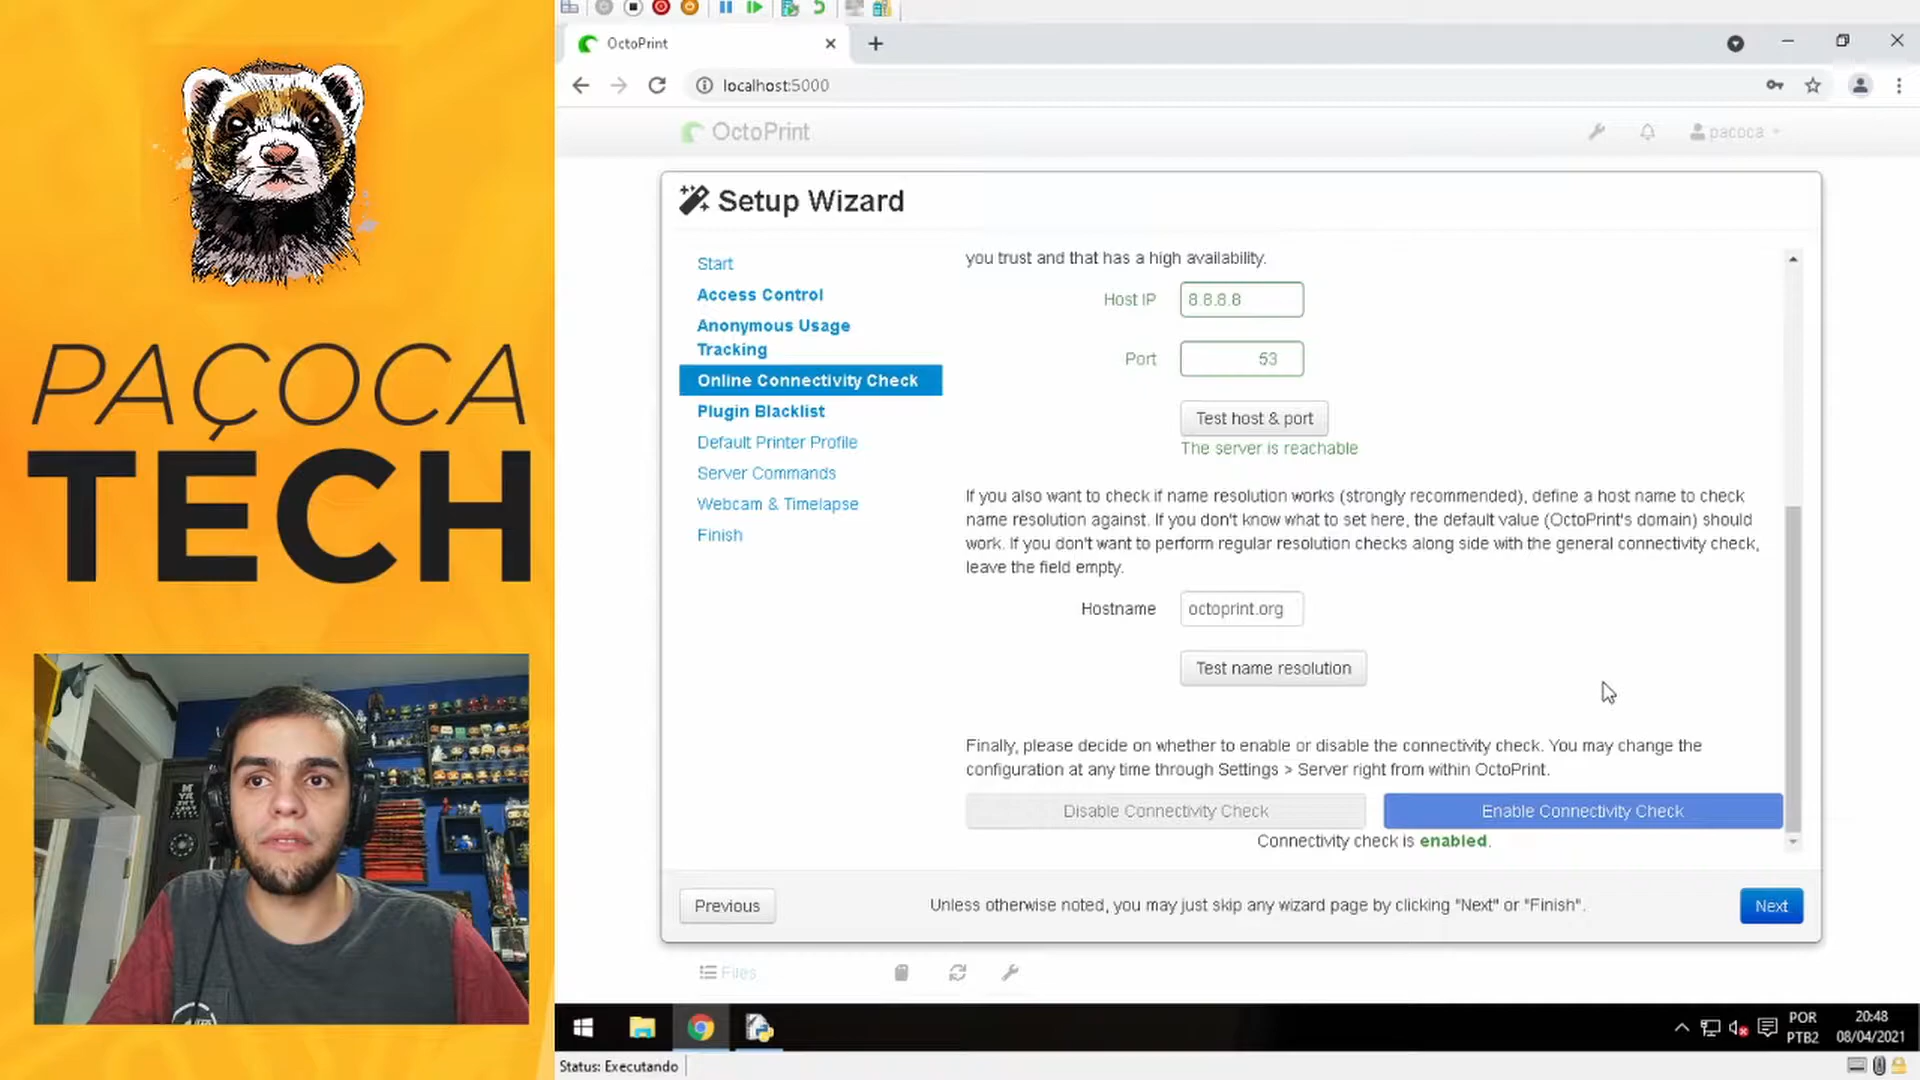 PAÇOCA
TECH
OctoPrint
localhost:5000
OctoPrint
pacoca
Setup Wizard
Start
Access Control
Anonymous Usage
Tracking
Online Connectivity Check
Plugin Blacklist
Default Printer Profile
Server Commands
Webcam & Timelapse
Finish
you trust and that has a high availability.
Host IP 8.8.8.8
Port 53
Test host & port
The server is reachable
If you also want to check if name resolution works (strongly recommended), define a host name to check
name resolution against. If you don't know what to set here, the default value (OctoPrint's domain) should
work. If you don't want to perform regular resolution checks along side with the general connectivity check,
leave the field empty.
Hostname octoprint.org
Test name resolution
Finally, please decide on whether to enable or disable the connectivity check. You may change the
configuration at any time through Settings > Server right from within OctoPrint.
Disable Connectivity Check Enable Connectivity Check
Connectivity check is enabled.
Previous Unless otherwise noted, you may just skip any wizard page by clicking "Next" or "Finish". Next
Files
POR 20:48
PTB2 08/04/2021
Status: Executando